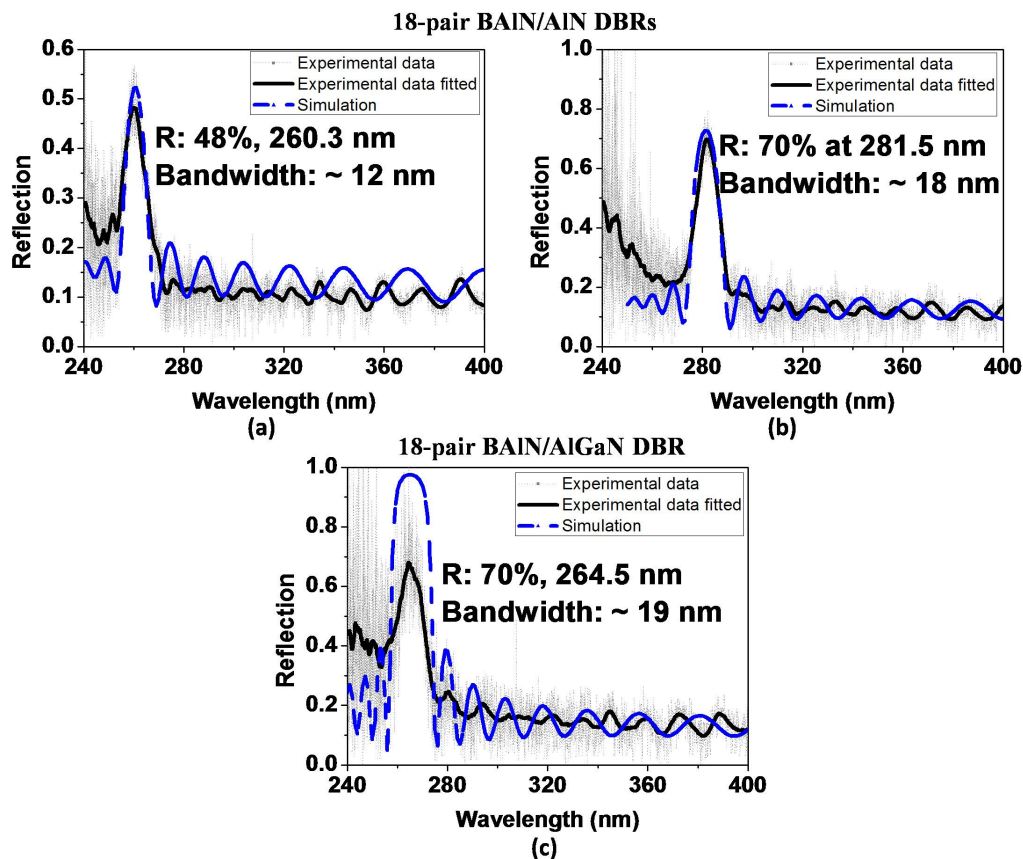 18-pair BAlN/AlN DBRs
0.6
0.5
0.4
0.3
0.2
0.1
0.0
Reflection
Experimental data
Experimental data fitted
Simulation
R: 48%, 260.3 nm
Bandwidth: ~ 12 nm
240 280 320 360 400
Wavelength (nm)
(a)
1.0
0.8
0.6
0.4
0.2
0.0
Reflection
Experimental data
Experimental data fitted
Simulation
R: 70% at 281.5 nm
Bandwidth: ~ 18 nm
240 280 320 360 400
Wavelength (nm)
(b)
18-pair BAlN/AlGaN DBR
1.0
0.8
0.6
0.4
0.2
0.0
Reflection
Experimental data
Experimental data fitted
Simulation
R: 70%, 264.5 nm
Bandwidth: ~ 19 nm
240 280 320 360 400
Wavelength (nm)
(c)